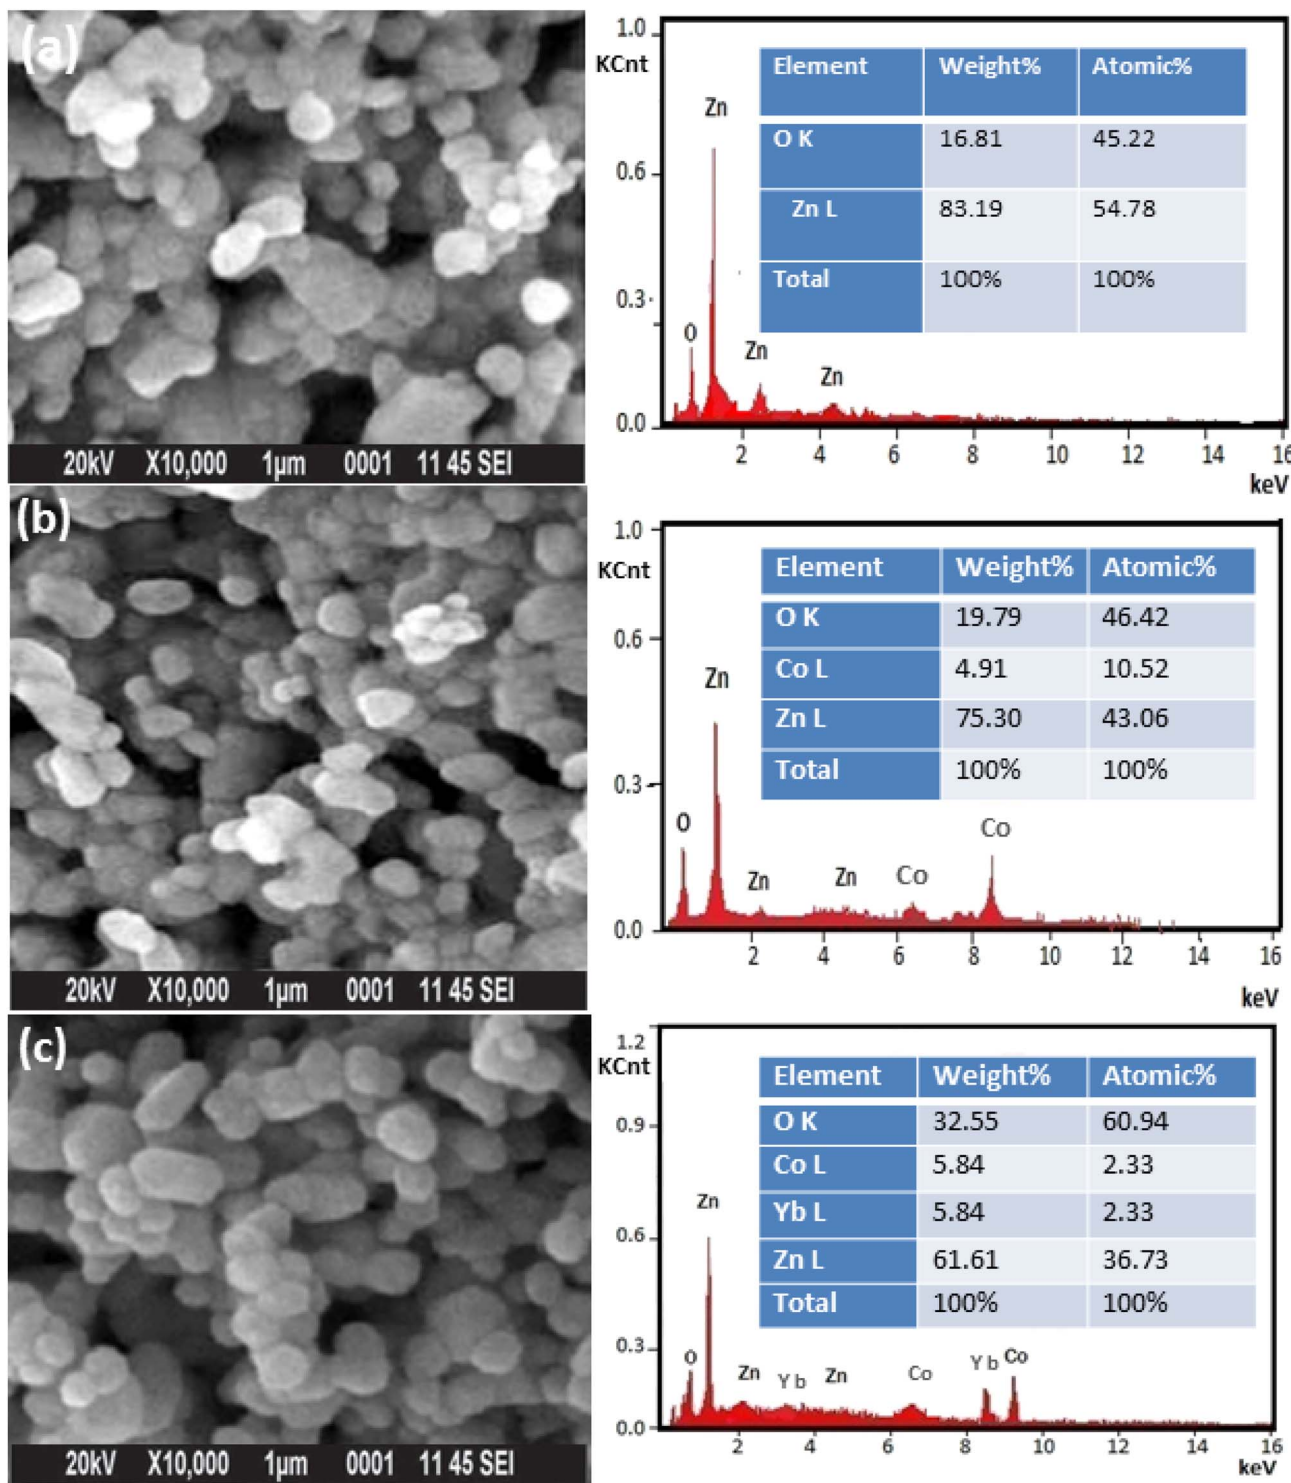 (a)
20kV X10,000 1µm 0001 11 45 SEI
1.0
KCnt
0.6
0.3
0.0
Zn
O
Zn
Zn
Element Weight% Atomic%
O K 16.81 45.22
Zn L 83.19 54.78
Total 100% 100%
2 4 6 8 10 12 14 16
keV
(b)
20kV X10,000 1µm 0001 11 45 SEI
1.0
KCnt
0.6
0.3
0.0
Zn
O
Zn
Zn
Co
Co
Element Weight% Atomic%
O K 19.79 46.42
Co L 4.91 10.52
Zn L 75.30 43.06
Total 100% 100%
2 4 6 8 10 12 14 16
keV
(c)
20kV X10,000 1µm 0001 11 45 SEI
1.2
KCnt
0.9
0.6
0.3
0.0
Zn
O
Zn
Yb
Zn
Co
Yb
Co
Element Weight% Atomic%
O K 32.55 60.94
Co L 5.84 2.33
Yb L 5.84 2.33
Zn L 61.61 36.73
Total 100% 100%
2 4 6 8 10 12 14 16
keV